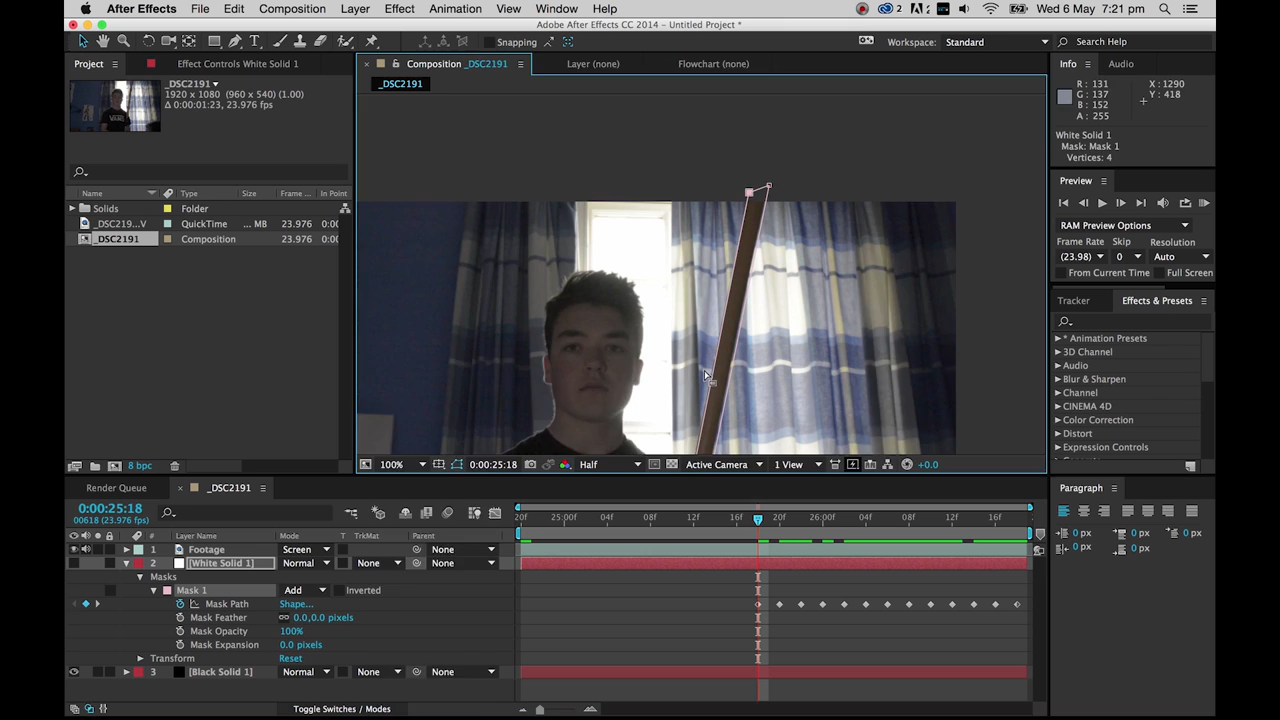 After Effects File Edit Composition Layer Effect Animation View Window Help
2 2 Wed 6 May 7:21 pm
Adobe After Effects CC 2014 - Untitled Project *
Snapping Workspace: Standard Search Help
Project Effect Controls White Solid 1
_DSC2191▼
1920 x 1080 (960 x 540) (1.00)
Δ 0:00:01:23, 23.976 fps
Name Type Size Frame ... In Point
Solids Folder
_DSC219...V QuickTime ... MB 23.976 0:00
_DSC2191 Composition 23.976 0:00
8 bpc
Composition _DSC2191 Layer (none) Flowchart (none)
_DSC2191
VANS
100% 0:00:25:18 Half Active Camera 1 View +0.0
Info Audio
R : 131
G : 137
B : 152
A : 255
X : 1290
Y : 418
White Solid 1
Mask: Mask 1
Vertices: 4
Preview
RAM Preview Options
Frame Rate Skip Resolution
(23.98) 0 Auto
From Current Time Full Screen
Tracker Effects & Presets
* Animation Presets
3D Channel
Audio
Blur & Sharpen
Channel
CINEMA 4D
Color Correction
Distort
Expression Controls
Render Queue _DSC2191
0:00:25:18
00618 (23.976 fps)
20f 25:00f 04f 08f 12f 16f 20f 26:00f 04f 08f 12f 16f
# Layer Name Mode T TrkMat Parent
1 Footage Screen None
2 [White Solid 1] Normal None None
Masks
Mask 1 Add Inverted
Mask Path Shape...
Mask Feather 0.0,0.0 pixels
Mask Opacity 100%
Mask Expansion 0.0 pixels
Transform Reset
3 [Black Solid 1] Normal None None
Toggle Switches / Modes
Paragraph
0 px 0 px 0 px
0 px 0 px